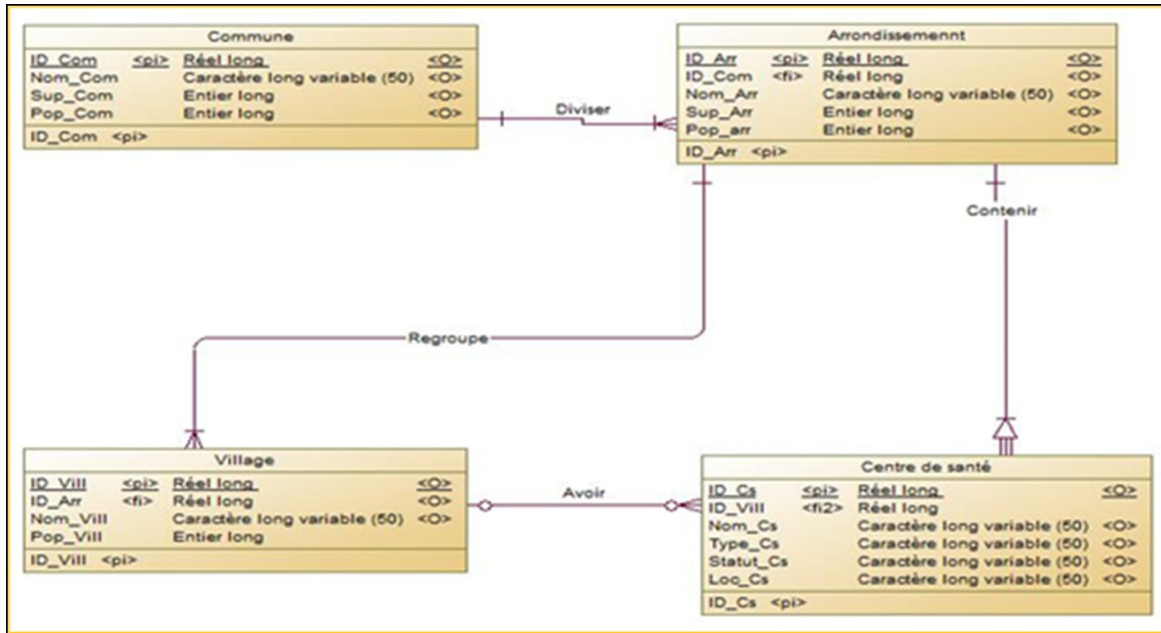 Commune
ID_Com <pi> Réel long <O>
Nom_Com Caractère long variable (50) <O>
Sup_Com Entier long <O>
Pop_Com Entier long <O>
ID_Com <pi>
Diviser
Arrondissemennt
ID_Arr <pi> Réel long <O>
ID_Com <fi> Réel long <O>
Nom_Arr Caractère long variable (50) <O>
Sup_Arr Entier long <O>
Pop_arr Entier long <O>
ID_Arr <pi>
Contenir
Regroupe
Village
ID_Vill <pi> Réel long <O>
ID_Arr <fi> Réel long <O>
Nom_Vill Caractère long variable (50) <O>
Pop_Vill Entier long
ID_Vill <pi>
Avoir
Centre de santé
ID_Cs <pi> Réel long <O>
ID_Vill <fi2> Réel long
Nom_Cs Caractère long variable (50) <O>
Type_Cs Caractère long variable (50) <O>
Statut_Cs Caractère long variable (50) <O>
Loc_Cs Caractère long variable (50) <O>
ID_Cs <pi>